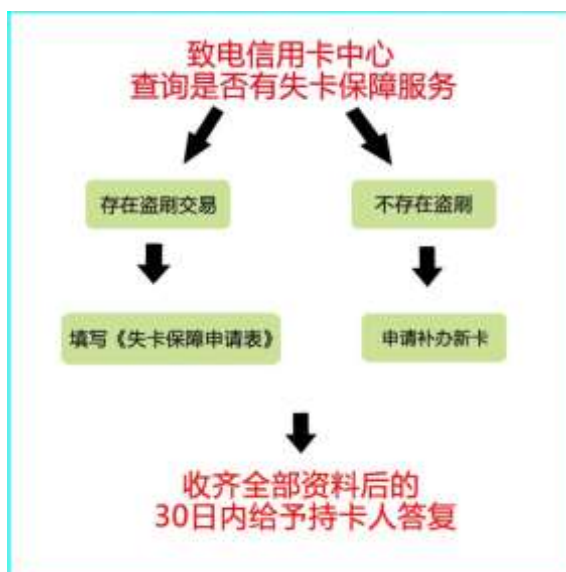 致电信用卡中心
查询是否有失卡保障服务
存在盗刷交易
不存在盗刷
填写《失卡保障申请表》
申请补办新卡
收齐全部资料后的
30日内给予持卡人答复